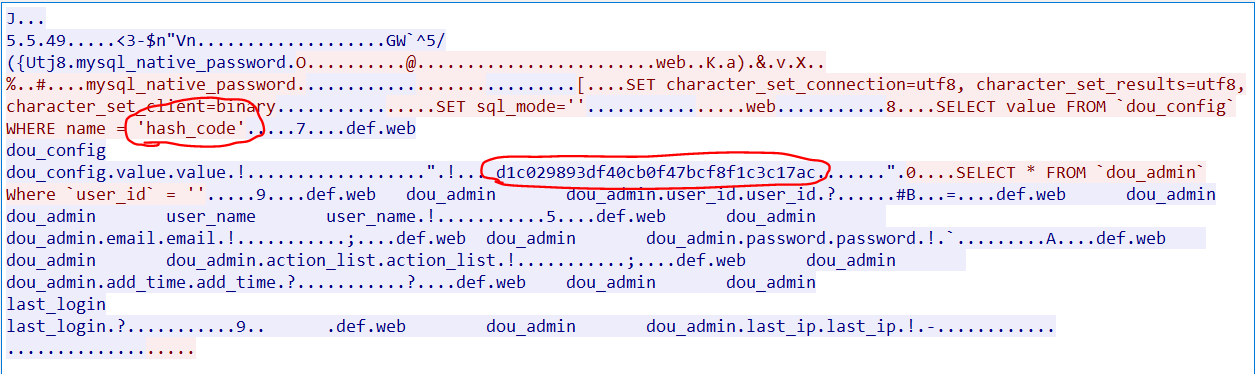 J...
5.5.49.....<3-$n"Vn...................GW`^5/
({Utj8.mysql_native_password.O..........@........................web..K.a).&.v.X..
%..#....mysql_native_password............................[....SET character_set_connection=utf8, character_set_results=utf8,
character_set_client=binary................SET sql_mode=''................web...........8....SELECT value FROM `dou_config`
WHERE name = 'hash_code'.....7....def.web
dou_config
dou_config.value.value.!..................".!... d1c029893df40cb0f47bcf8f1c3c17ac.......".0....SELECT * FROM `dou_admin`
Where `user_id` = ''.....9....def.web dou_admin dou_admin.user_id.user_id.?......#B...=....def.web dou_admin
dou_admin user_name user_name.!...........5....def.web dou_admin
dou_admin.email.email.!...........;....def.web dou_admin dou_admin.password.password.!.`.........A....def.web
dou_admin dou_admin.action_list.action_list.!...........;....def.web dou_admin
dou_admin.add_time.add_time.?...........?....def.web dou_admin dou_admin
last_login
last_login.?...........9.. .def.web dou_admin dou_admin.last_ip.last_ip.!.-............
...................